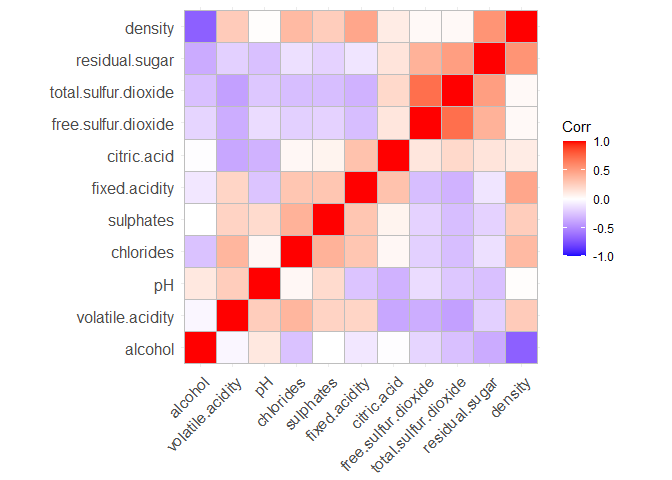 density
residual.sugar
total.sulfur.dioxide
free.sulfur.dioxide
citric.acid
fixed.acidity
sulphates
chlorides
pH
volatile.acidity
alcohol
alcohol
volatile.acidity
pH
chlorides
sulphates
fixed.acidity
citric.acid
free.sulfur.dioxide
total.sulfur.dioxide
residual.sugar
density
Corr
1.0
0.5
0.0
-0.5
-1.0